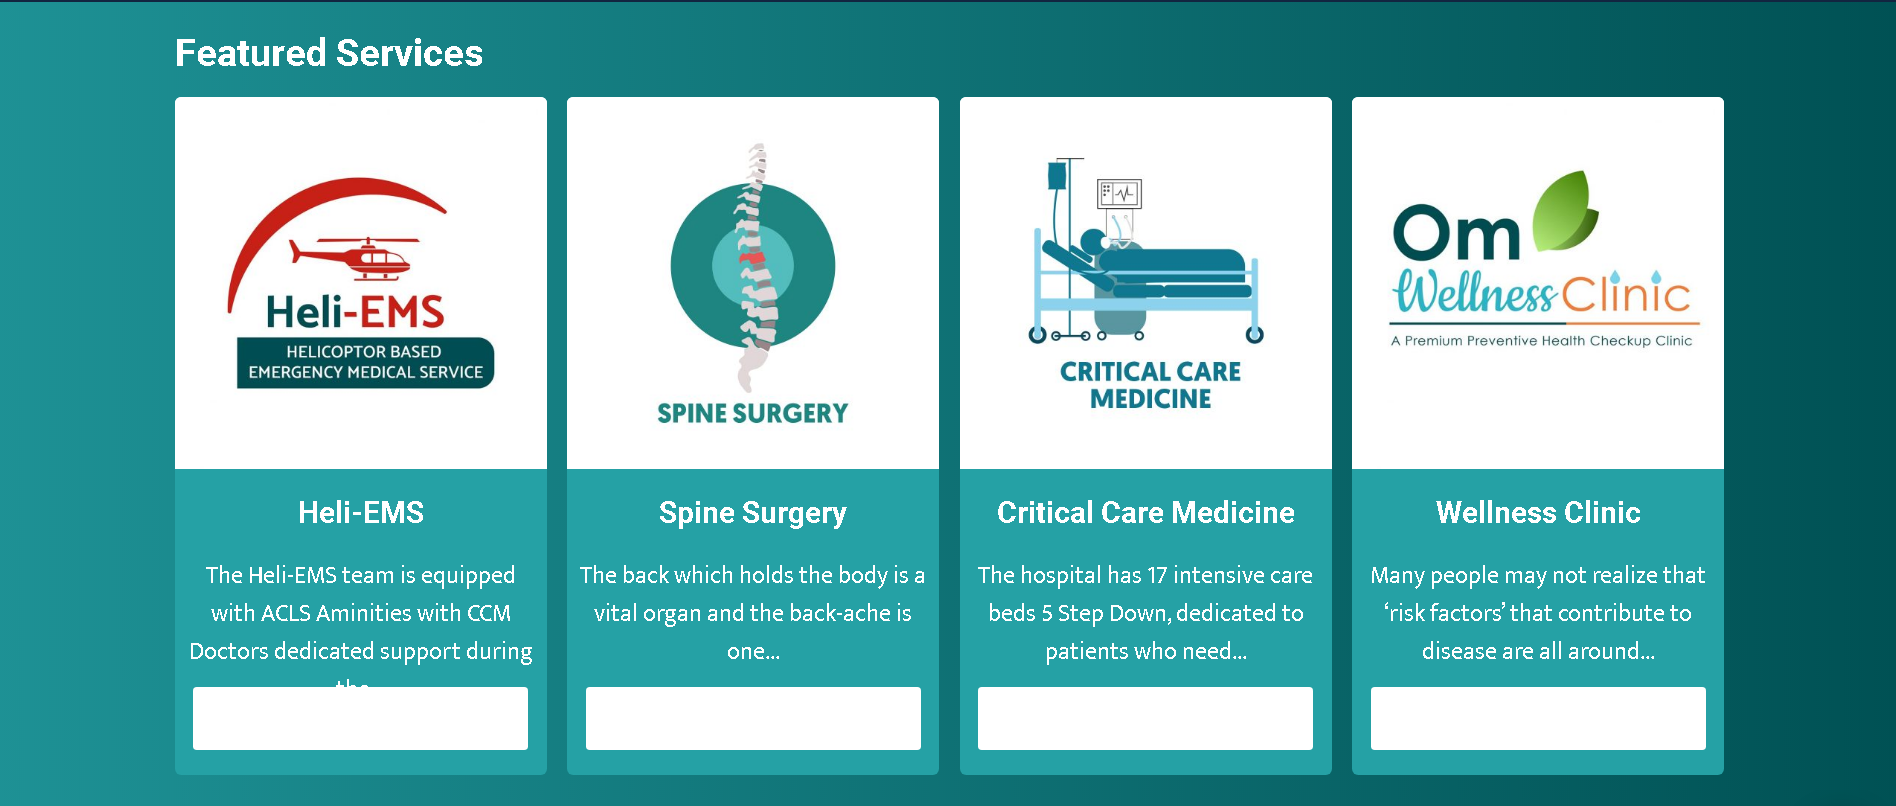 Featured Services
Heli-EMS
HELICOPTOR BASED
EMERGENCY MEDICAL SERVICE
SPINE SURGERY
CRITICAL CARE
MEDICINE
Om
Wellness Clinic
A Premium Preventive Health Checkup Clinic
Heli-EMS
The Heli-EMS team is equipped
with ACLS Aminities with CCM
Doctors dedicated support during
Spine Surgery
The back which holds the body is a
vital organ and the back-ache is
one...
Critical Care Medicine
The hospital has 17 intensive care
beds 5 Step Down, dedicated to
patients who need...
Wellness Clinic
Many people may not realize that
‘risk factors’ that contribute to
disease are all around...